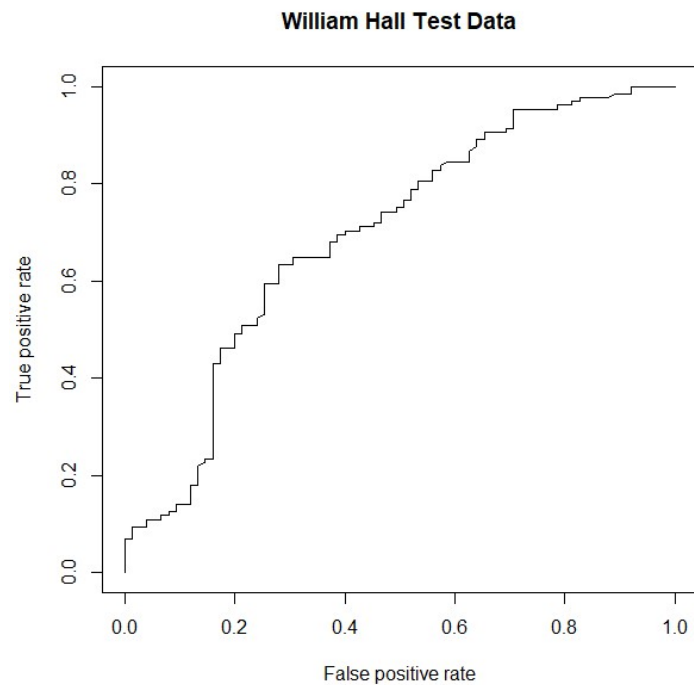 William Hall Test Data
1.0
0.8
0.6
0.4
0.2
0.0
True positive rate
0.0 0.2 0.4 0.6 0.8 1.0
False positive rate